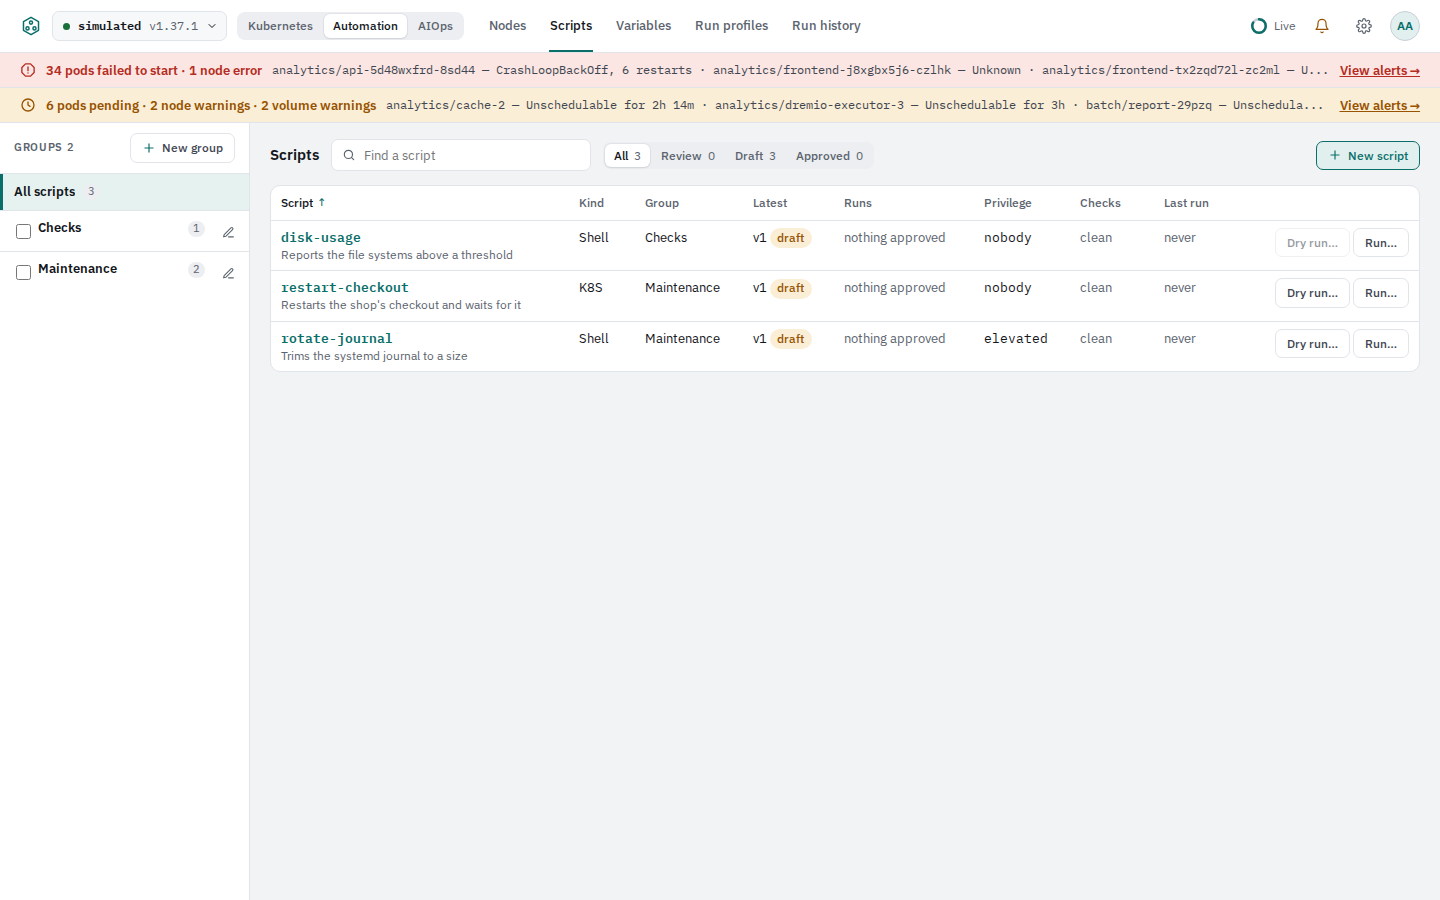 simulated v1.37.1
Kubernetes Automation AIOps
Nodes Scripts Variables Run profiles Run history
Live
AA
34 pods failed to start · 1 node error analytics/api-5d48wxfrd-8sd44 — CrashLoopBackOff, 6 restarts · analytics/frontend-j8xgbx5j6-czlhk — Unknown · analytics/frontend-tx2zqd72l-zc2ml — U... View alerts →
6 pods pending · 2 node warnings · 2 volume warnings analytics/cache-2 — Unschedulable for 2h 14m · analytics/dremio-executor-3 — Unschedulable for 3h · batch/report-29pzq — Unschedula... View alerts →
GROUPS 2
+ New group
All scripts 3
Checks 1
Maintenance 2
Scripts
Find a script
All 3 Review 0 Draft 3 Approved 0
+ New script
Script ↑ Kind Group Latest Runs Privilege Checks Last run
disk-usage Shell Checks v1 draft nothing approved nobody clean never Dry run... Run...
Reports the file systems above a threshold
restart-checkout K8S Maintenance v1 draft nothing approved nobody clean never Dry run... Run...
Restarts the shop's checkout and waits for it
rotate-journal Shell Maintenance v1 draft nothing approved elevated clean never Dry run... Run...
Trims the systemd journal to a size